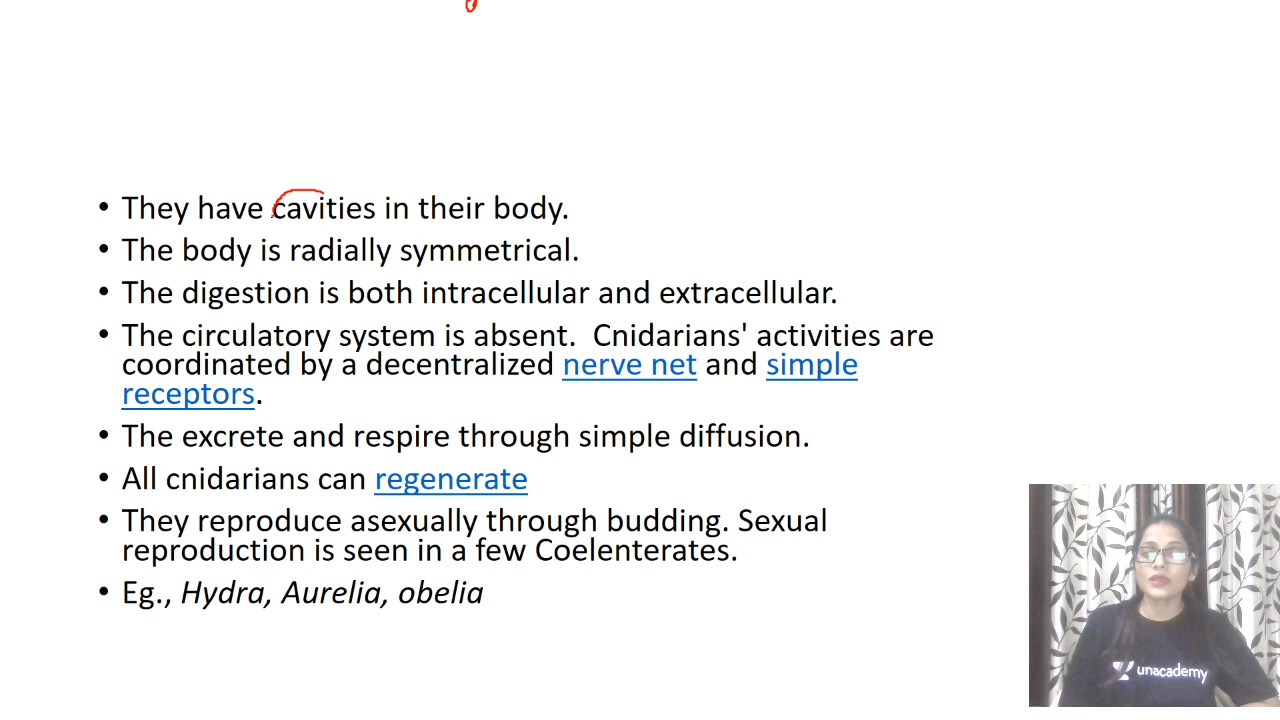 • They have cavities in their body.
• The body is radially symmetrical.
• The digestion is both intracellular and extracellular.
• The circulatory system is absent.  Cnidarians' activities are
coordinated by a decentralized nerve net and simple
receptors.
• The excrete and respire through simple diffusion.
• All cnidarians can regenerate
• They reproduce asexually through budding. Sexual
reproduction is seen in a few Coelenterates.
• Eg., Hydra, Aurelia, obelia
unacademy